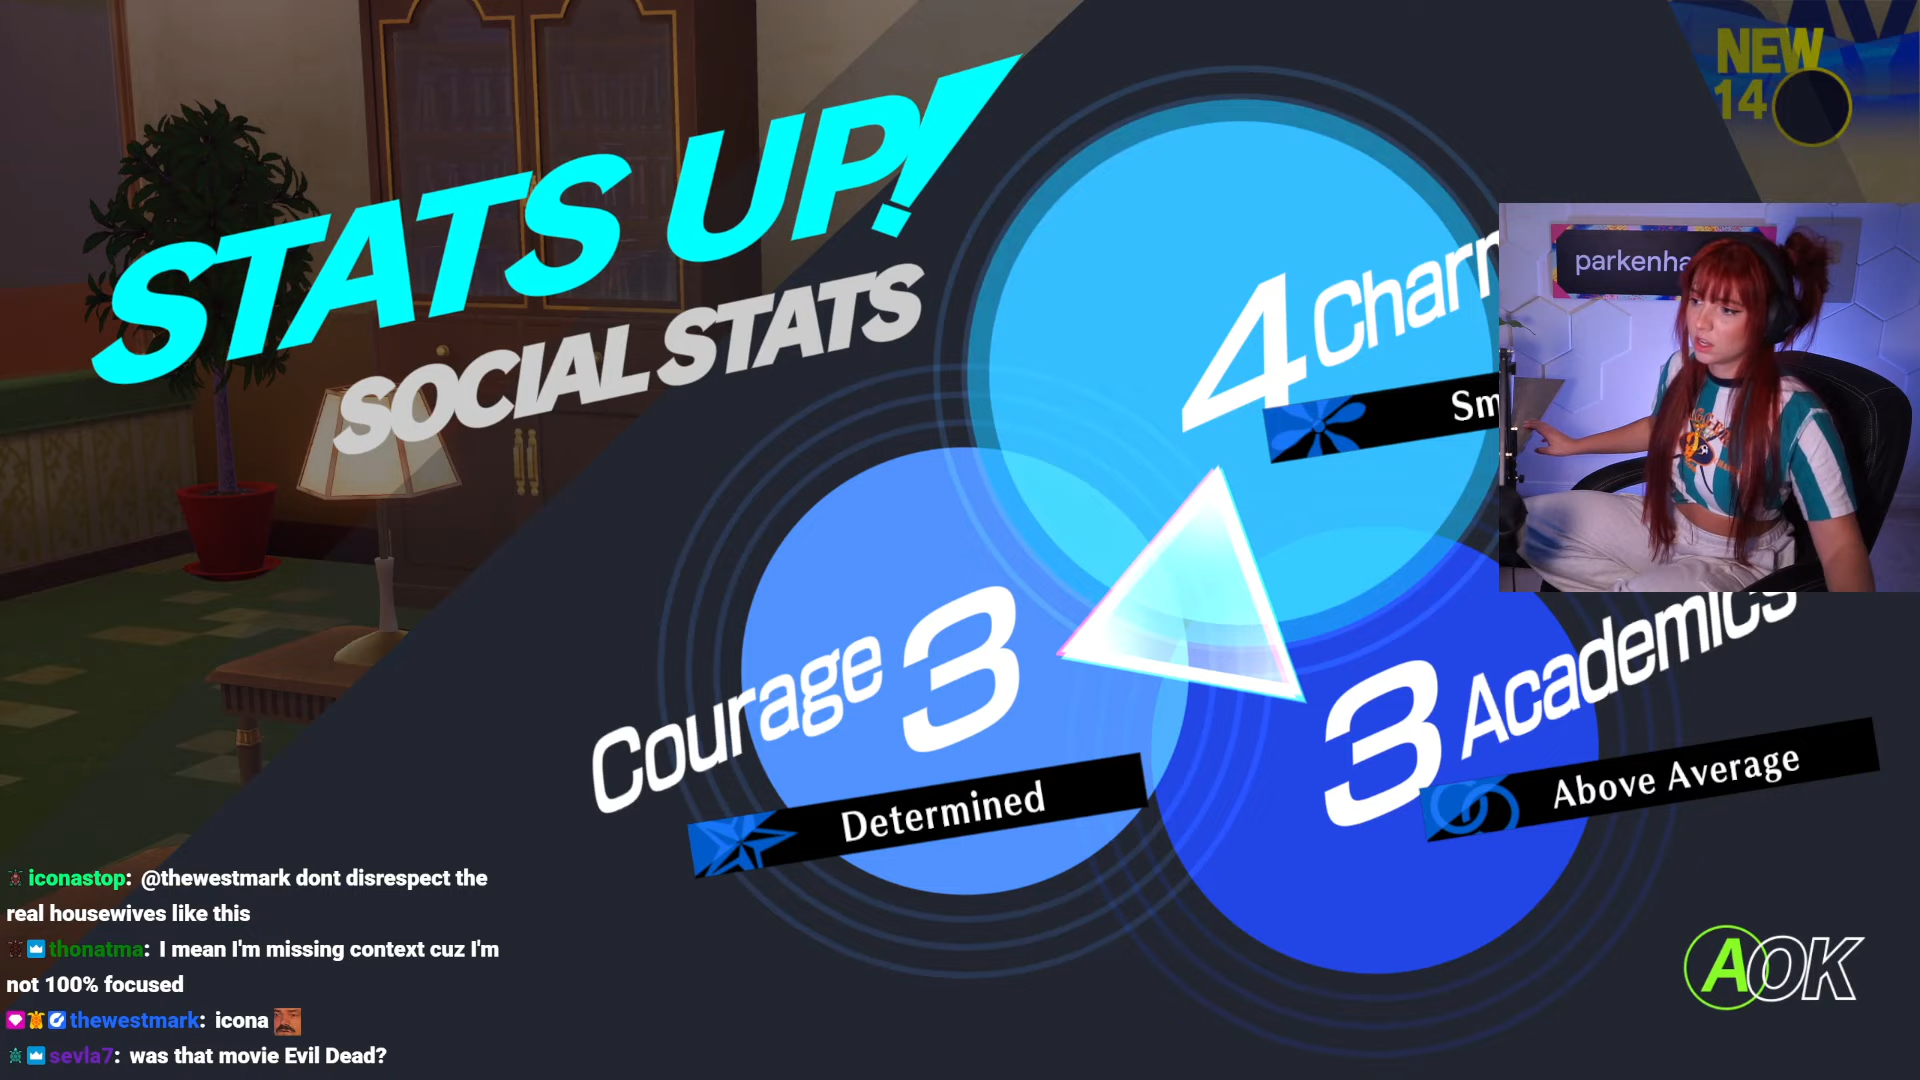 STATS UP!
SOCIAL STATS
NEW
14
parkenha
4 Charm
Sm
Courage 3
Determined
3 Academics
Above Average
iconastop: @thewestmark dont disrespect the
real housewives like this
thonatma: I mean I'm missing context cuz I'm
not 100% focused
thewestmark: icona
sevla7: was that movie Evil Dead?
A OK